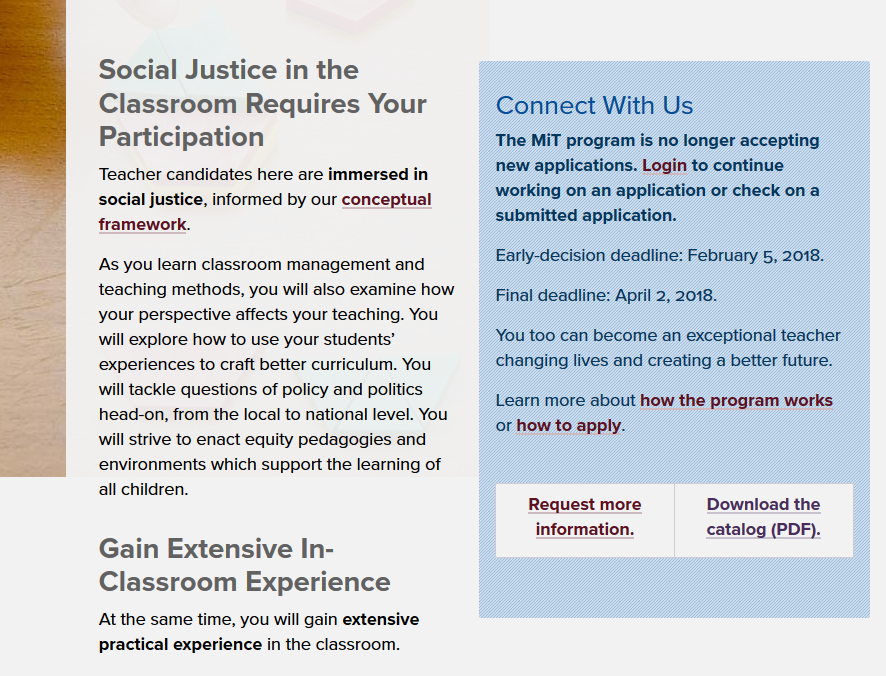 Social Justice in the
Classroom Requires Your
Participation
Teacher candidates here are immersed in
social justice, informed by our conceptual
framework.
As you learn classroom management and
teaching methods, you will also examine how
your perspective affects your teaching. You
will explore how to use your students’
experiences to craft better curriculum. You
will tackle questions of policy and politics
head-on, from the local to national level. You
will strive to enact equity pedagogies and
environments which support the learning of
all children.
Gain Extensive In-
Classroom Experience
At the same time, you will gain extensive
practical experience in the classroom.
Connect With Us
The MiT program is no longer accepting
new applications. Login to continue
working on an application or check on a
submitted application.
Early-decision deadline: February 5, 2018.
Final deadline: April 2, 2018.
You too can become an exceptional teacher
changing lives and creating a better future.
Learn more about how the program works
or how to apply.
Request more
information.
Download the
catalog (PDF).